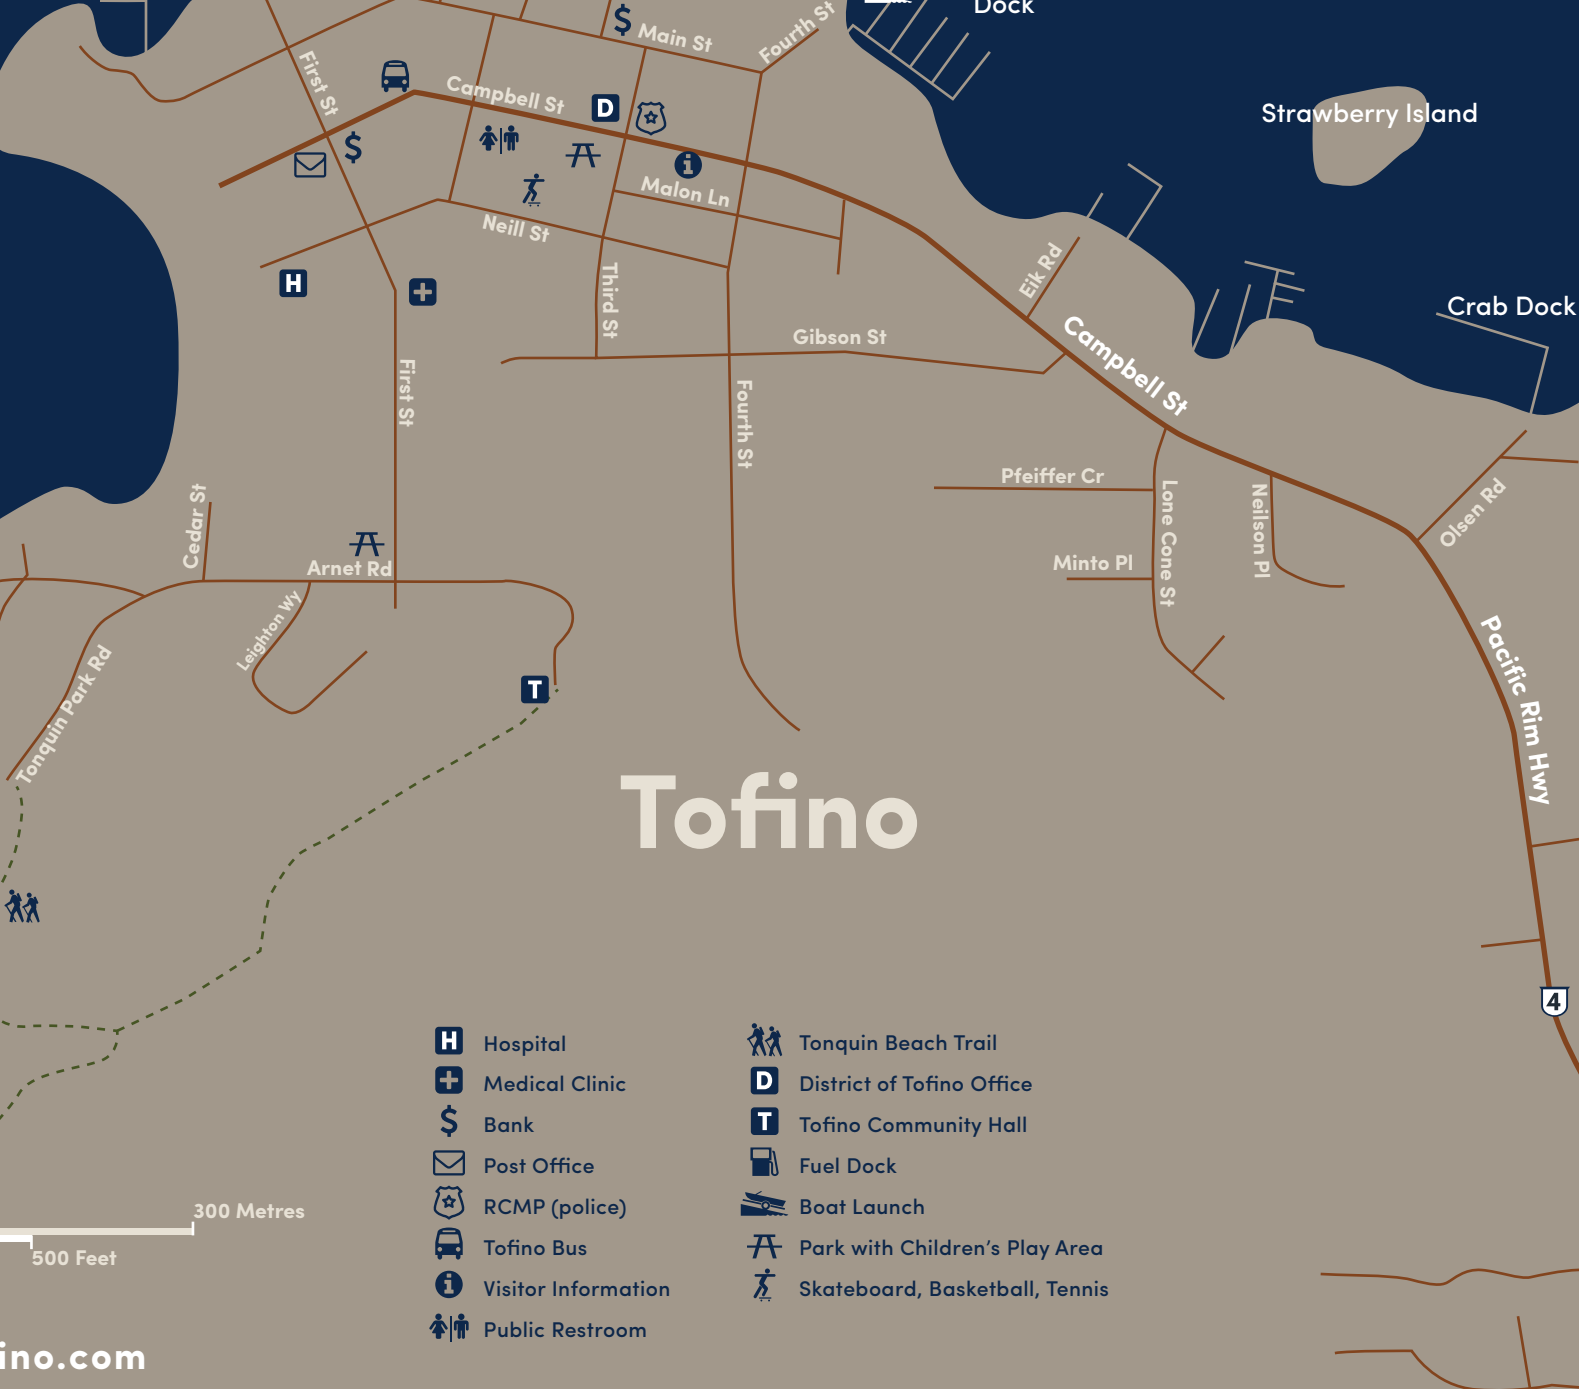 Dock
Main St
Fourth St
First St
Campbell St
D
Strawberry Island
i
Malon Ln
Neill St
H
Third St
Eik Rd
Crab Dock
Gibson St
Campbell St
First St
Fourth St
Pfeiffer Cr
Lone Cone St
Neilson Pl
Olsen Rd
Cedar St
Arnet Rd
Minto Pl
Leighton Wy
Tonquin Park Rd
Pacific Rim Hwy
T
Tofino
4
H Hospital
Medical Clinic
$ Bank
Post Office
RCMP (police)
Tofino Bus
i Visitor Information
Public Restroom
Tonquin Beach Trail
D District of Tofino Office
T Tofino Community Hall
Fuel Dock
Boat Launch
Park with Children's Play Area
Skateboard, Basketball, Tennis
300 Metres
500 Feet
ino.com